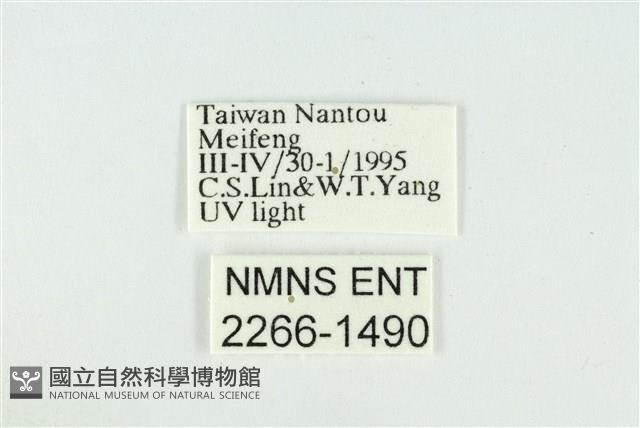 Taiwan Nantou
Meifeng
III-IV/30-1/1995
C.S.Lin&W.T.Yang
UV light
NMNS ENT
2266-1490
國立自然科學博物館
NATIONAL MUSEUM OF NATURAL SCIENCE